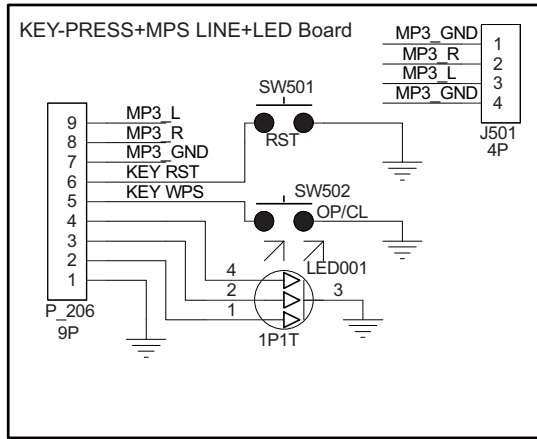 KEY-PRESS+MPS LINE+LED Board
MP3_GND
1
MP3_R
2
MP3_L
3
MP3_GND
4
J501
4P
SW501
RST
9
MP3_L
8
MP3_R
7
MP3_GND
6
KEY RST
5
KEY WPS
4
3
2
1
P_206
9P
SW502
OP/CL
LED001
4
2
1
3
1P1T